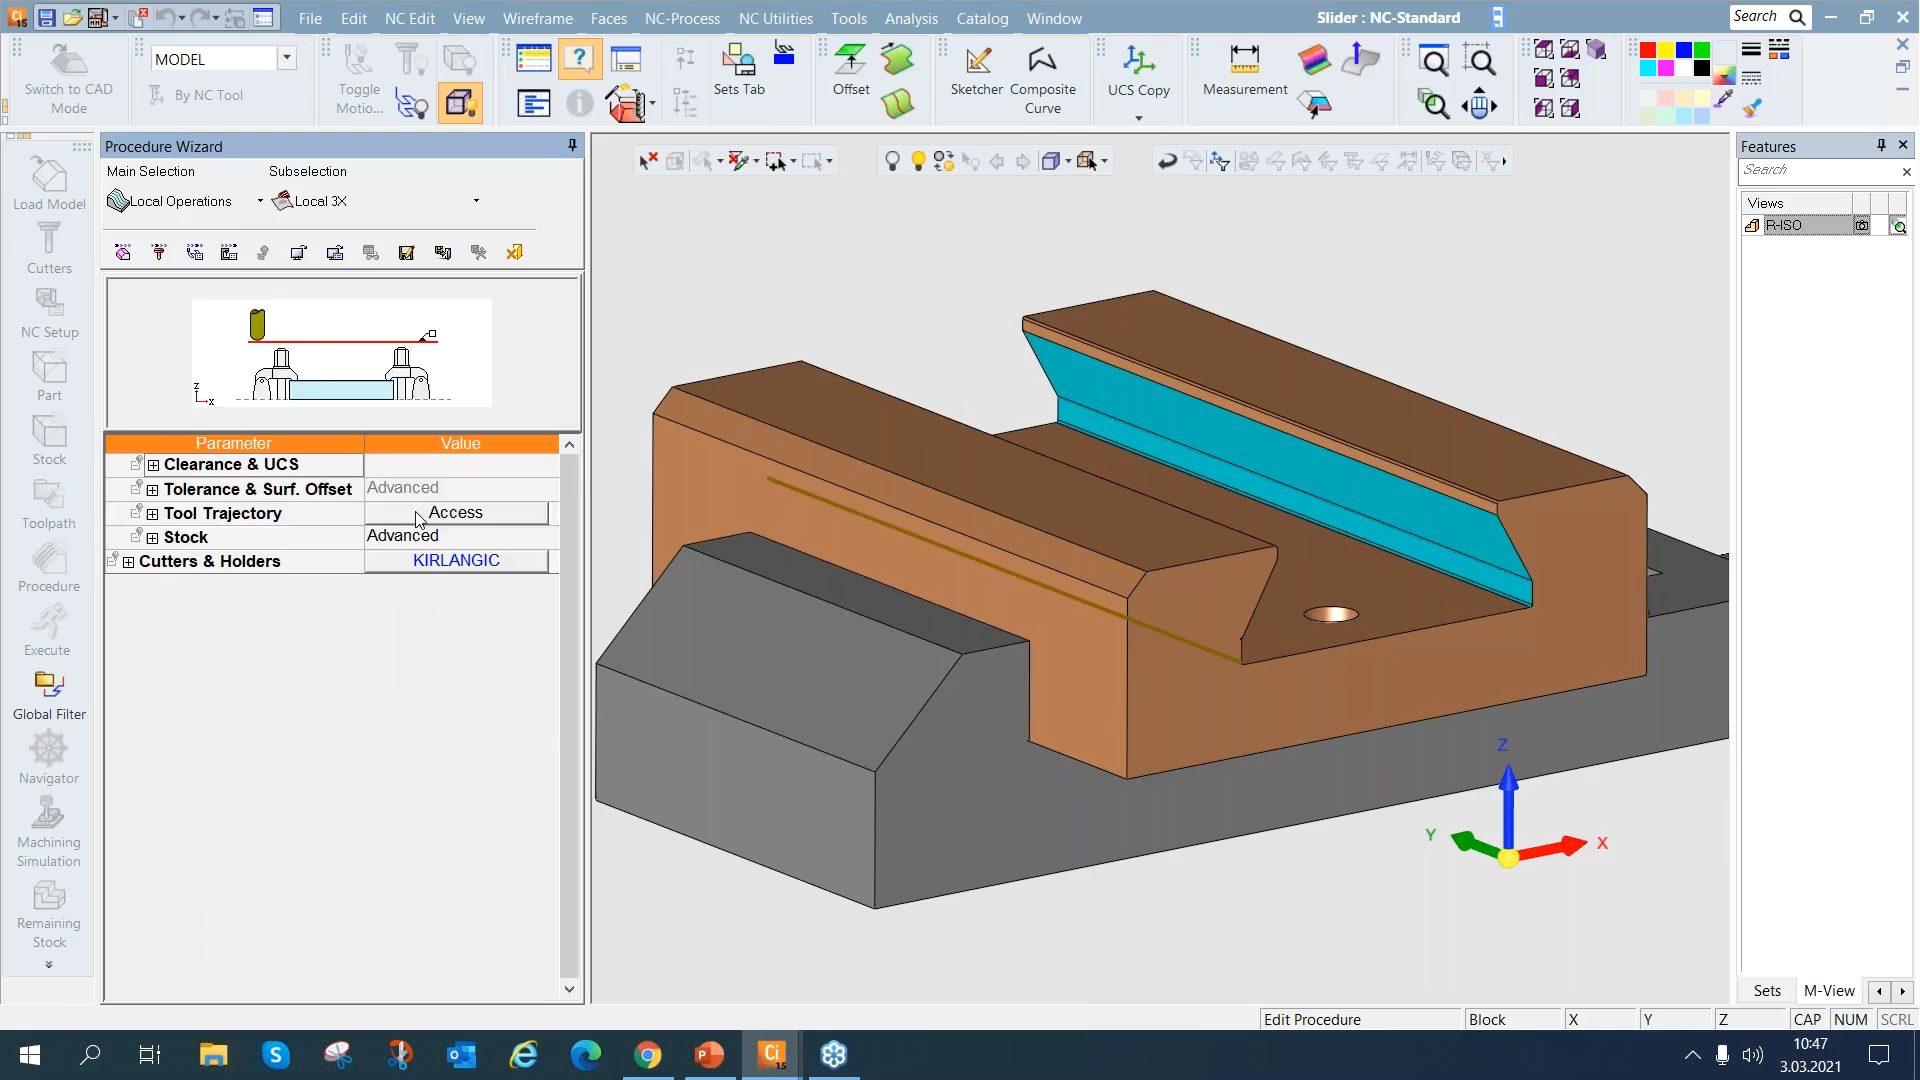 File Edit NC Edit View Wireframe Faces NC-Process NC Utilities Tools Analysis Catalog Window
Slider : NC-Standard
Search
Switch to CAD
Mode
MODEL
By NC Tool
Toggle
Motio...
Sets Tab
Offset
Sketcher
Composite
Curve
UCS Copy
Measurement
Load Model
Cutters
NC Setup
Part
Stock
Toolpath
Procedure
Execute
Global Filter
Navigator
Machining
Simulation
Remaining
Stock
Procedure Wizard
Main Selection Subselection
Local Operations Local 3X
Z
X
Parameter Value
Clearance & UCS
Tolerance & Surf. Offset Advanced
Tool Trajectory Access
Stock Advanced
Cutters & Holders KIRLANGIC
Z
Y
X
Features
Search
Views
R-ISO
Sets M-View
Edit Procedure Block X Y Z CAP NUM SCRL
10:47
3.03.2021